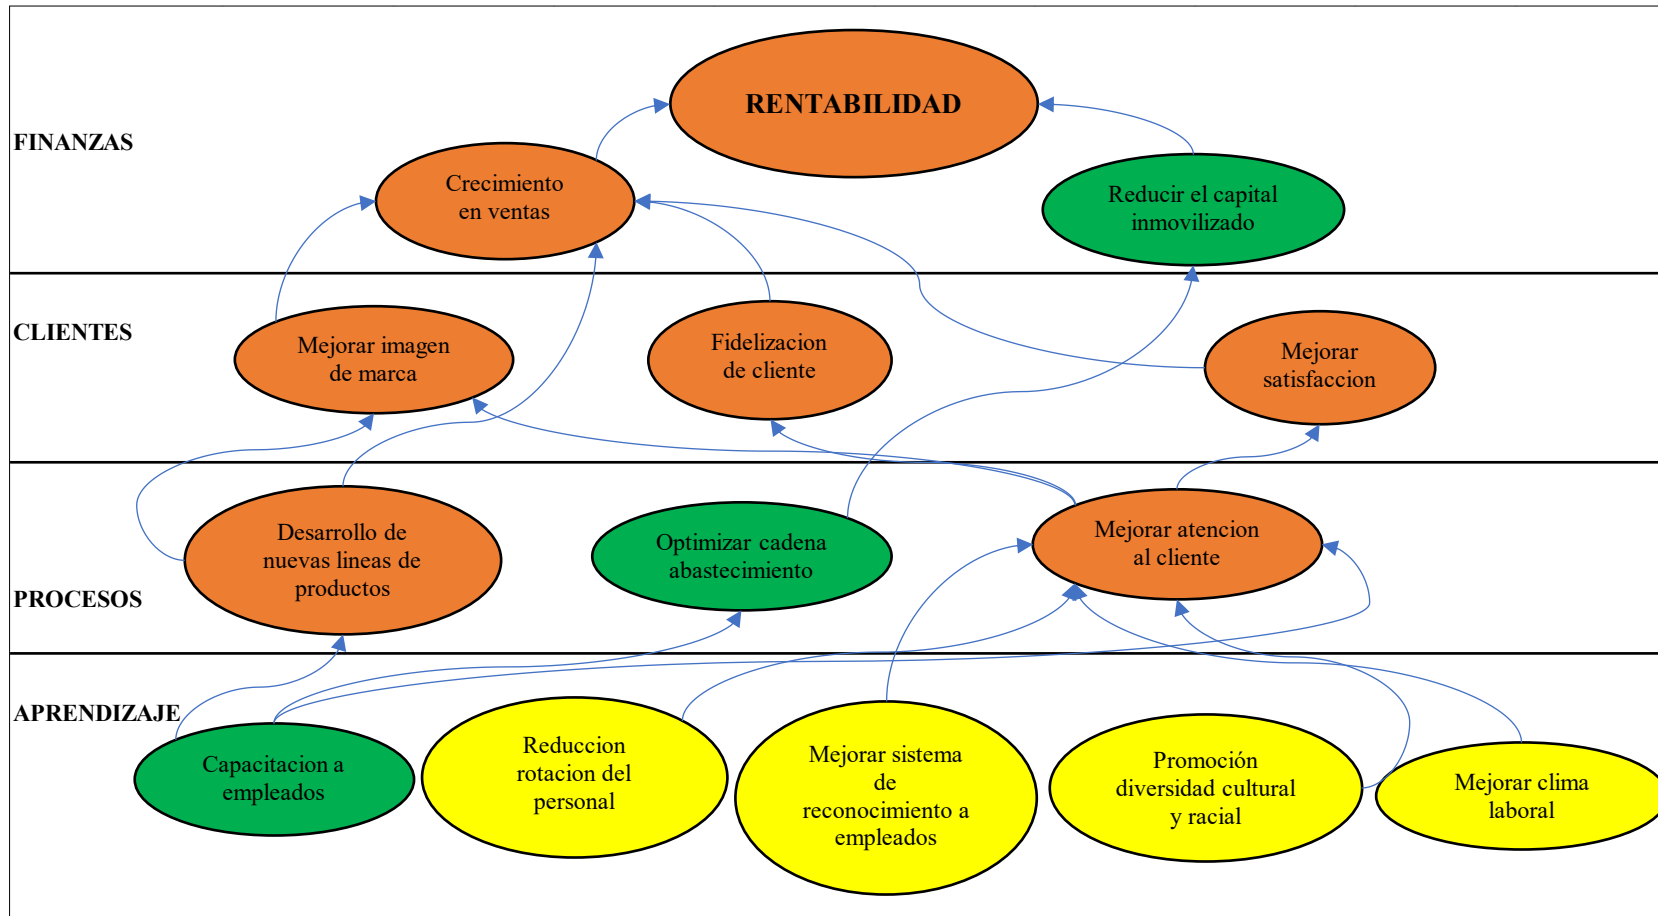 FINANZAS
RENTABILIDAD
Crecimiento
en ventas
Reducir el capital
inmovilizado
CLIENTES
Mejorar imagen
de marca
Fidelizacion
de cliente
Mejorar
satisfaccion
PROCESOS
Desarrollo de
nuevas lineas de
productos
Optimizar cadena
abastecimiento
Mejorar atencion
al cliente
APRENDIZAJE
Capacitacion a
empleados
Reduccion
rotacion del
personal
Mejorar sistema
de
reconocimiento a
empleados
Promoción
diversidad cultural
y racial
Mejorar clima
laboral